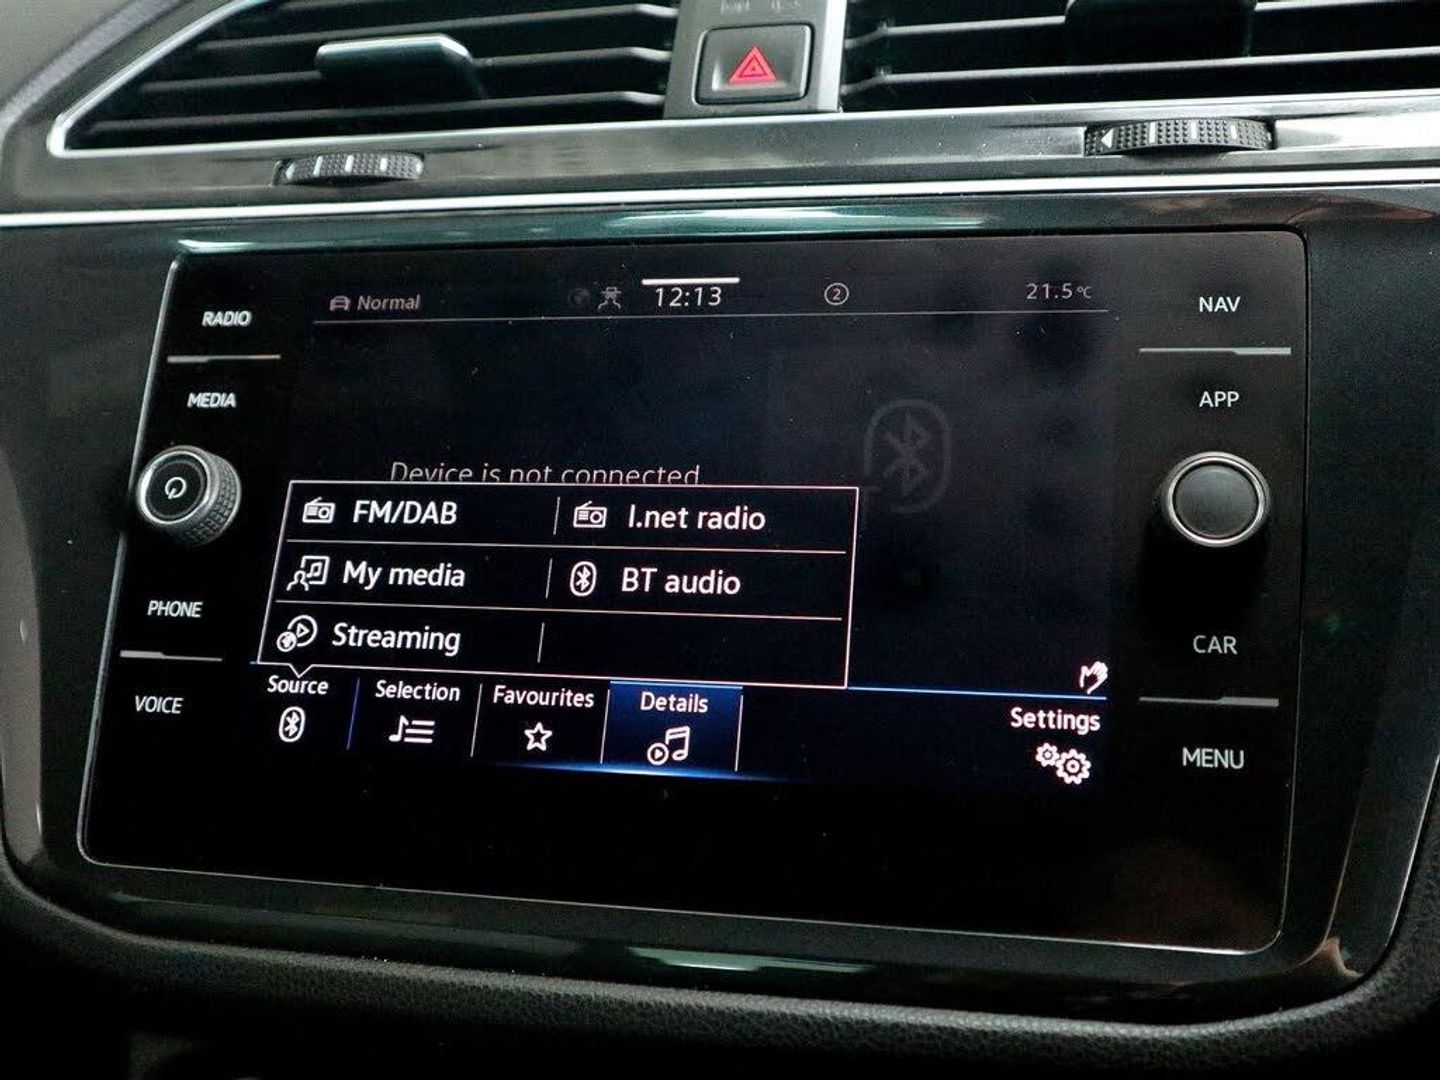 RADIO
MEDIA
PHONE
VOICE
Normal
12:13
2
21.5°C
Device is not connected.
FM/DAB
I.net radio
My media
BT audio
Streaming
Source
Selection
Favourites
Details
Settings
NAV
APP
CAR
MENU